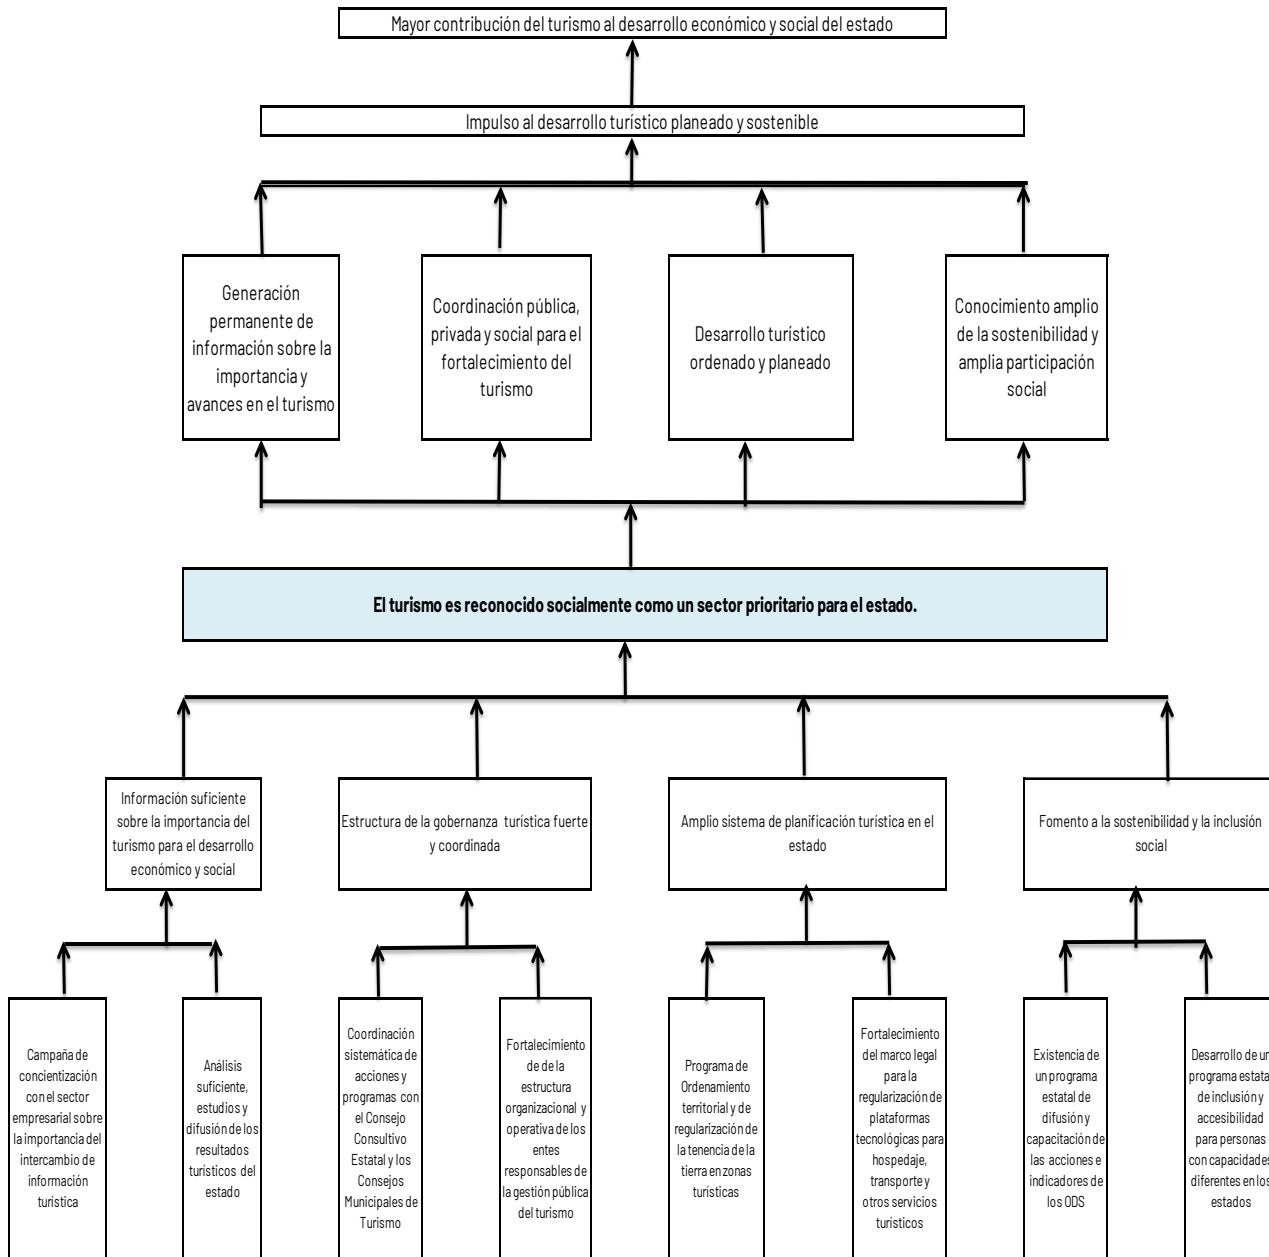 Mayor contribución del turismo al desarrollo económico y social del estado
Impulso al desarrollo turístico planeado y sostenible
Generación
permanente de
información sobre la
importancia y
avances en el turismo
Coordinación pública,
privada y social para el
fortalecimiento del
turismo
Desarrollo turístico
ordenado y planeado
Conocimiento amplio
de la sostenibilidad y
amplia participación
social
El turismo es reconocido socialmente como un sector prioritario para el estado.
Información suficiente
sobre la importancia del
turismo para el desarrollo
económico y social
Estructura de la gobernanza turística fuerte
y coordinada
Amplio sistema de planificación turística en el
estado
Fomento a la sostenibilidad y la inclusión
social
Campaña de
concientización
con el sector
empresarial sobre
la importancia del
intercambio de
información
turística
Análisis
suficiente,
estudios y
difusión de los
resultados
turísticos del
estado
Coordinación
sistemática de
acciones y
programas con
el Consejo
Consultivo
Estatal y los
Consejos
Municipales de
Turismo
Fortalecimiento
de de la
estructura
organizacional y
operativa de los
entes
responsables de
la gestión pública
del turismo
Programa de
Ordenamiento
territorial y de
regularización de
la tenencia de la
tierra en zonas
turísticas
Fortalecimiento
del marco legal
para la
regularización de
plataformas
tecnológicas para
hospedaje,
transporte y
otros servicios
turísticos
Existencia de
un programa
estatal de
difusión y
capacitación de
las acciones e
indicadores de
los ODS
Desarrollo de un
programa estatal
de inclusión y
accesibilidad
para personas
con capacidades
diferentes en los
estados